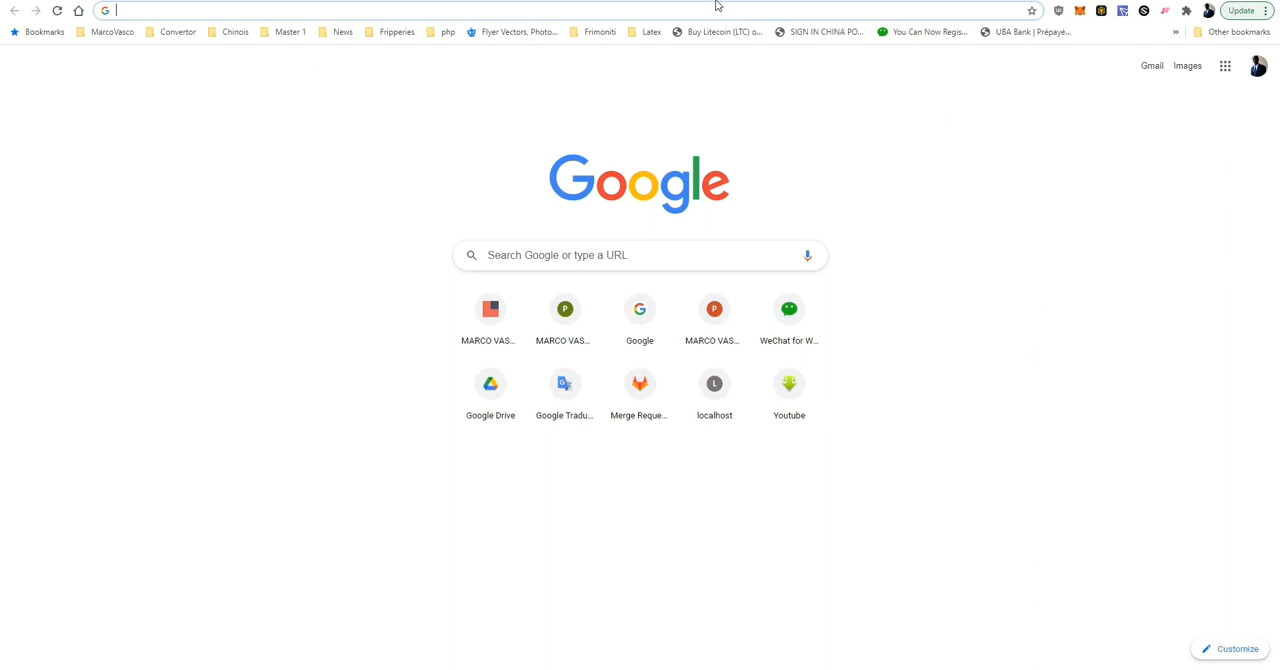 Update
Bookmarks MarcoVasco Convertor Chinois Master 1 News Fripperies php Flyer Vectors, Photo... Frimoniti Latex Buy Litecoin (LTC) o... SIGN IN CHINA PO... You Can Now Regis... UBA Bank | Prépayé... » Other bookmarks
Gmail Images
Google
Search Google or type a URL
P P
MARCO VAS... MARCO VAS... Google MARCO VAS... WeChat for W...
L
Google Drive Google Tradu... Merge Reque... localhost Youtube
Customize